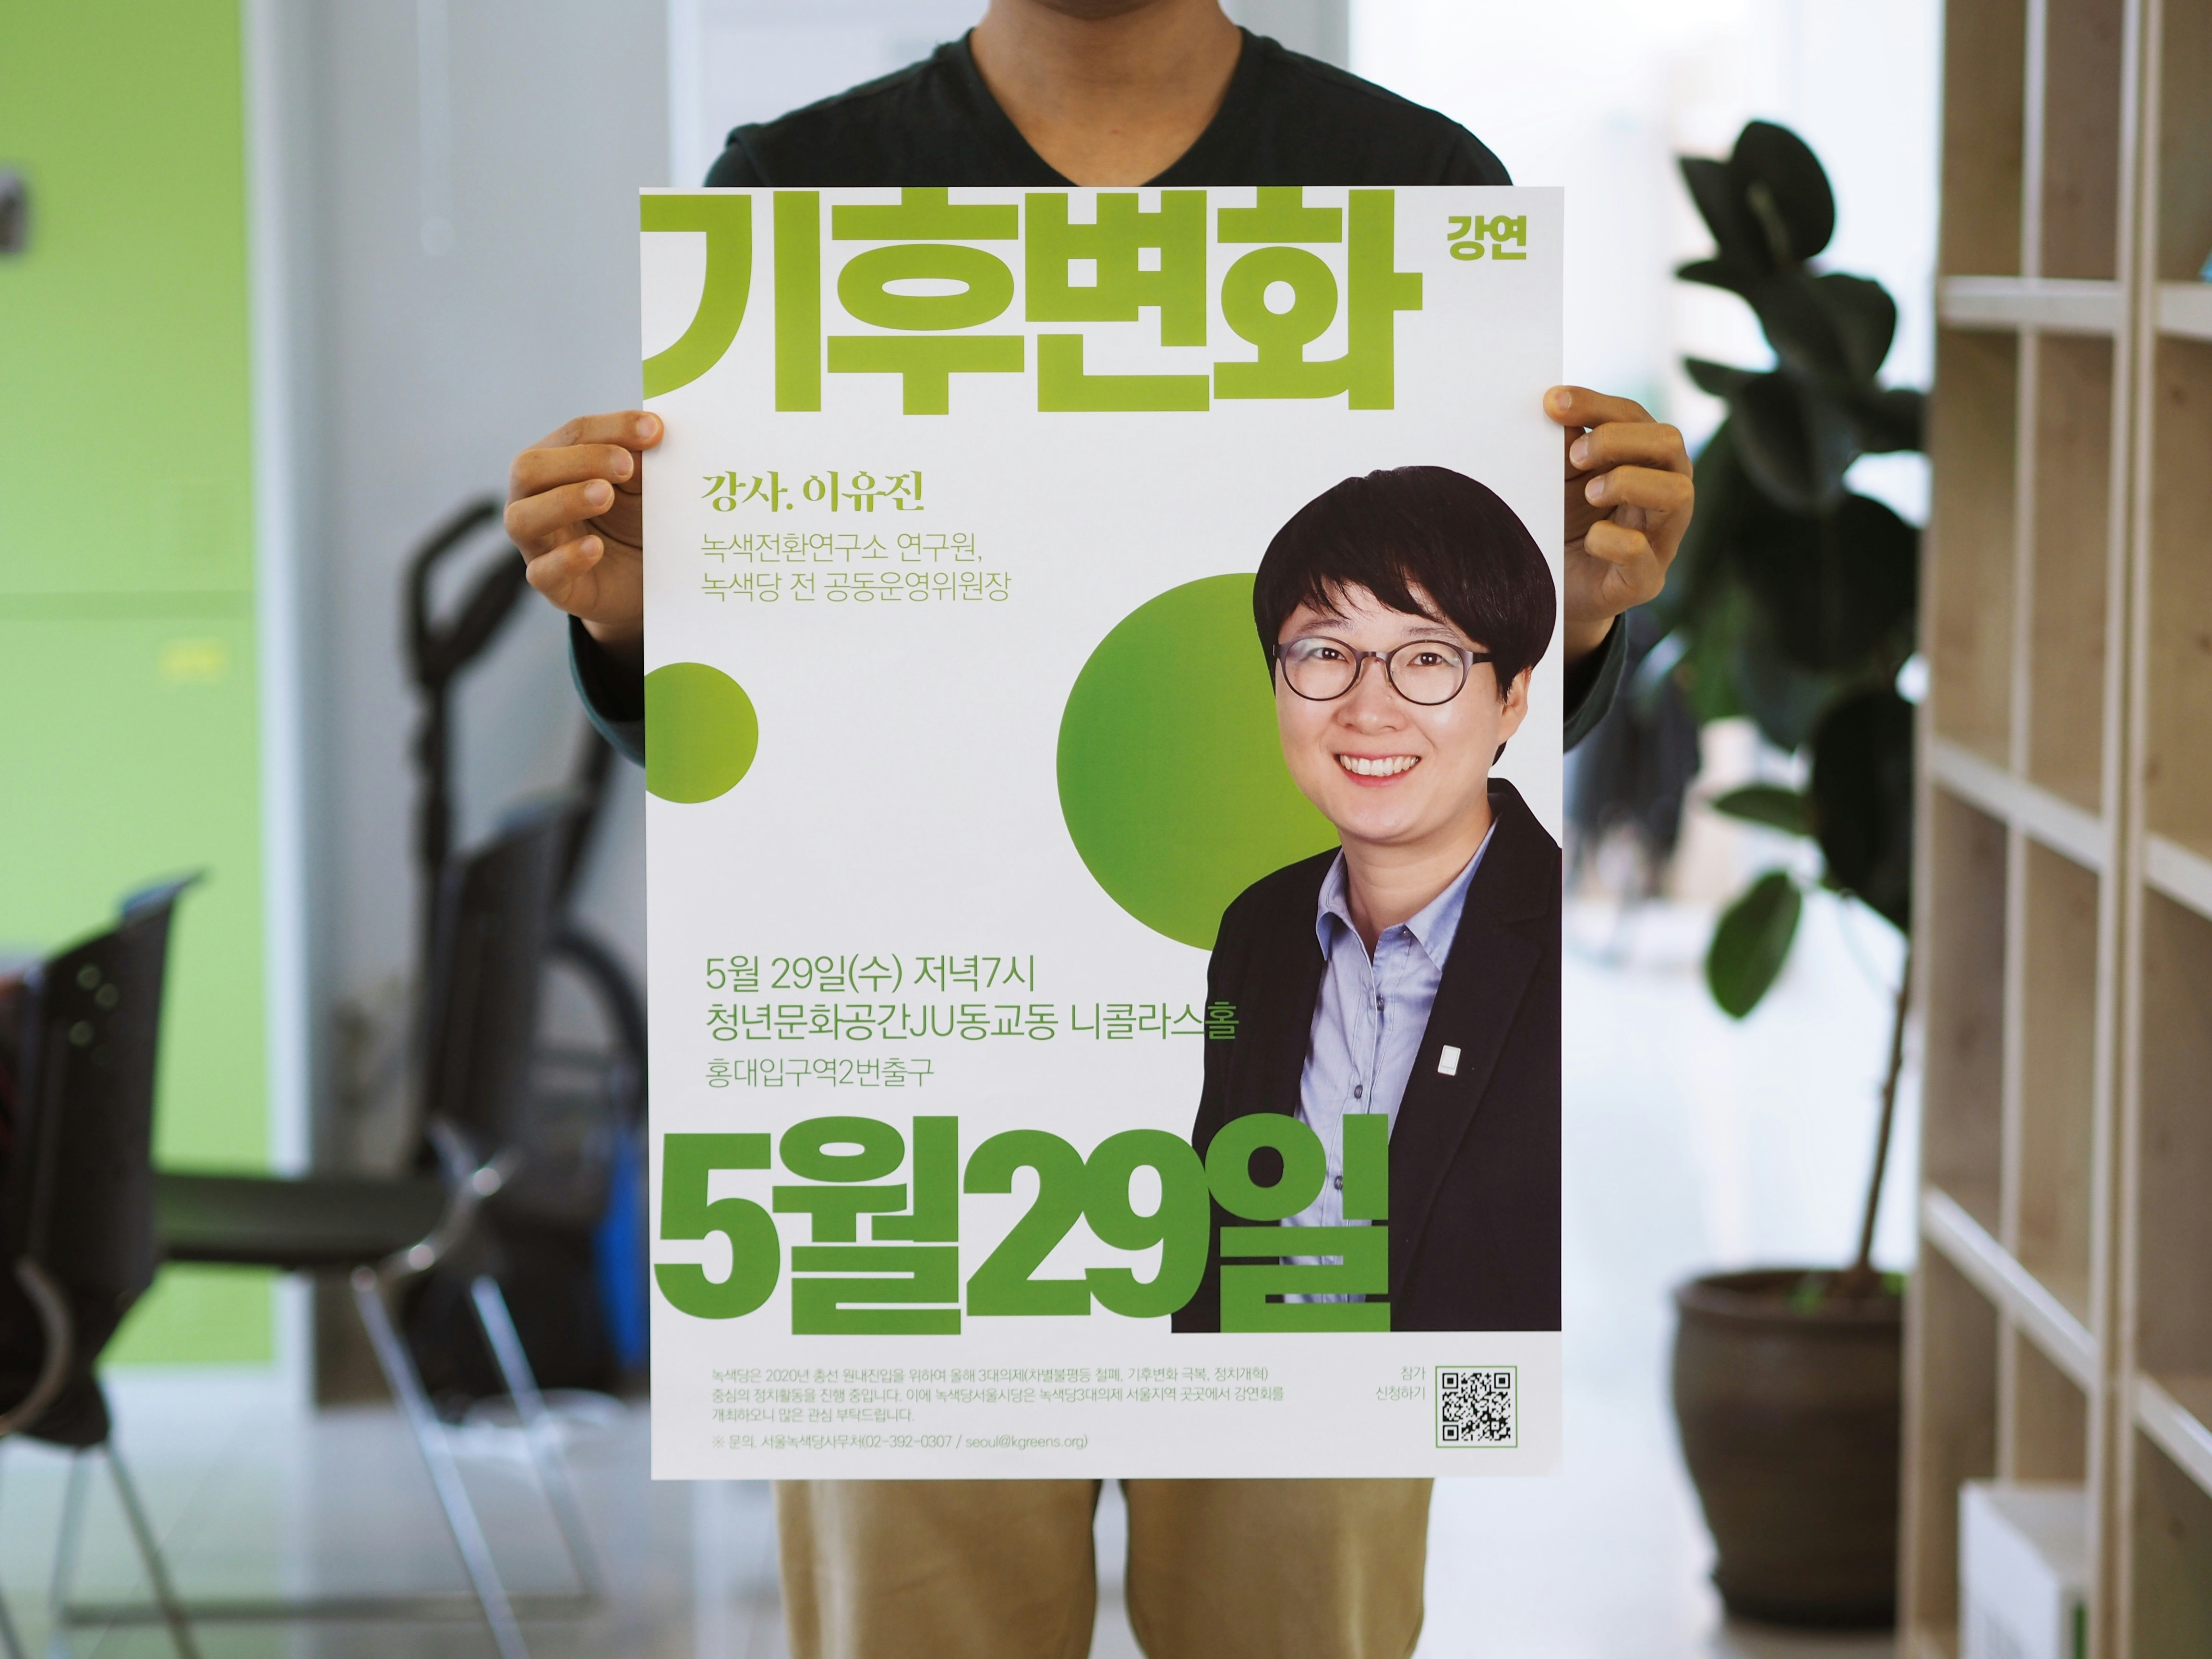 기후변화
강연
강사. 이유진
녹색전환연구소 연구원,
녹색당 전 공동운영위원장
5월 29일(수) 저녁7시
청년문화공간JU동교동 니콜라스홀
홍대입구역2번출구
5월29일
녹색당은 2020년 총선 원내진입을 위하여 올해 3대의제(차별불평등 철폐, 기후변화 극복, 정치개혁)
중심의 정치활동을 진행 중입니다. 이에 녹색당서울시당은 녹색당3대의제 서울지역 곳곳에서 강연회를
개최하오니 많은 관심 부탁드립니다.
※ 문의. 서울녹색당사무처(02-392-0307 / seoul@kgreens.org)
참가
신청하기